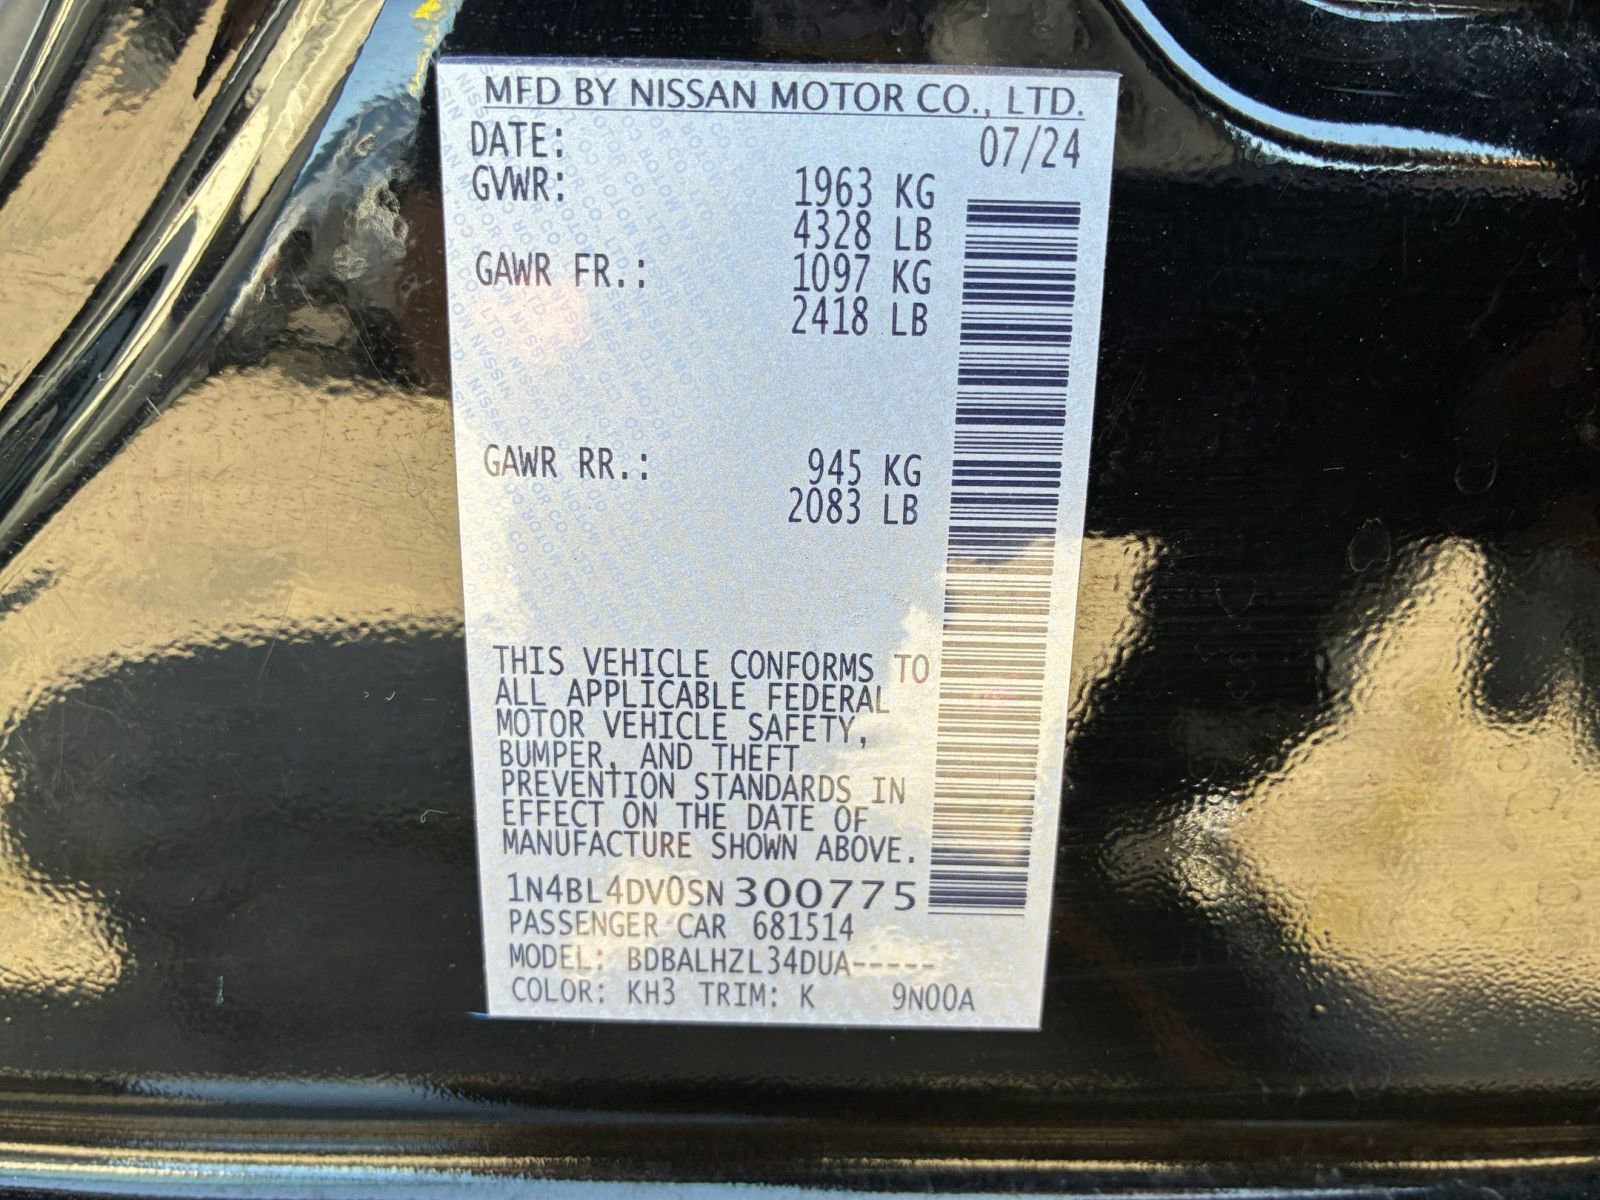 MFD BY NISSAN MOTOR CO., LTD.
DATE: 07/24
GVWR: 1963 KG
4328 LB
GAWR FR.: 1097 KG
2418 LB
GAWR RR.: 945 KG
2083 LB
THIS VEHICLE CONFORMS TO
ALL APPLICABLE FEDERAL
MOTOR VEHICLE SAFETY,
BUMPER, AND THEFT
PREVENTION STANDARDS IN
EFFECT ON THE DATE OF
MANUFACTURE SHOWN ABOVE.
1N4BL4DV0SN300775
PASSENGER CAR 681514
MODEL: BDBALHZL34DUA-----
COLOR: KH3 TRIM: K 9N00A